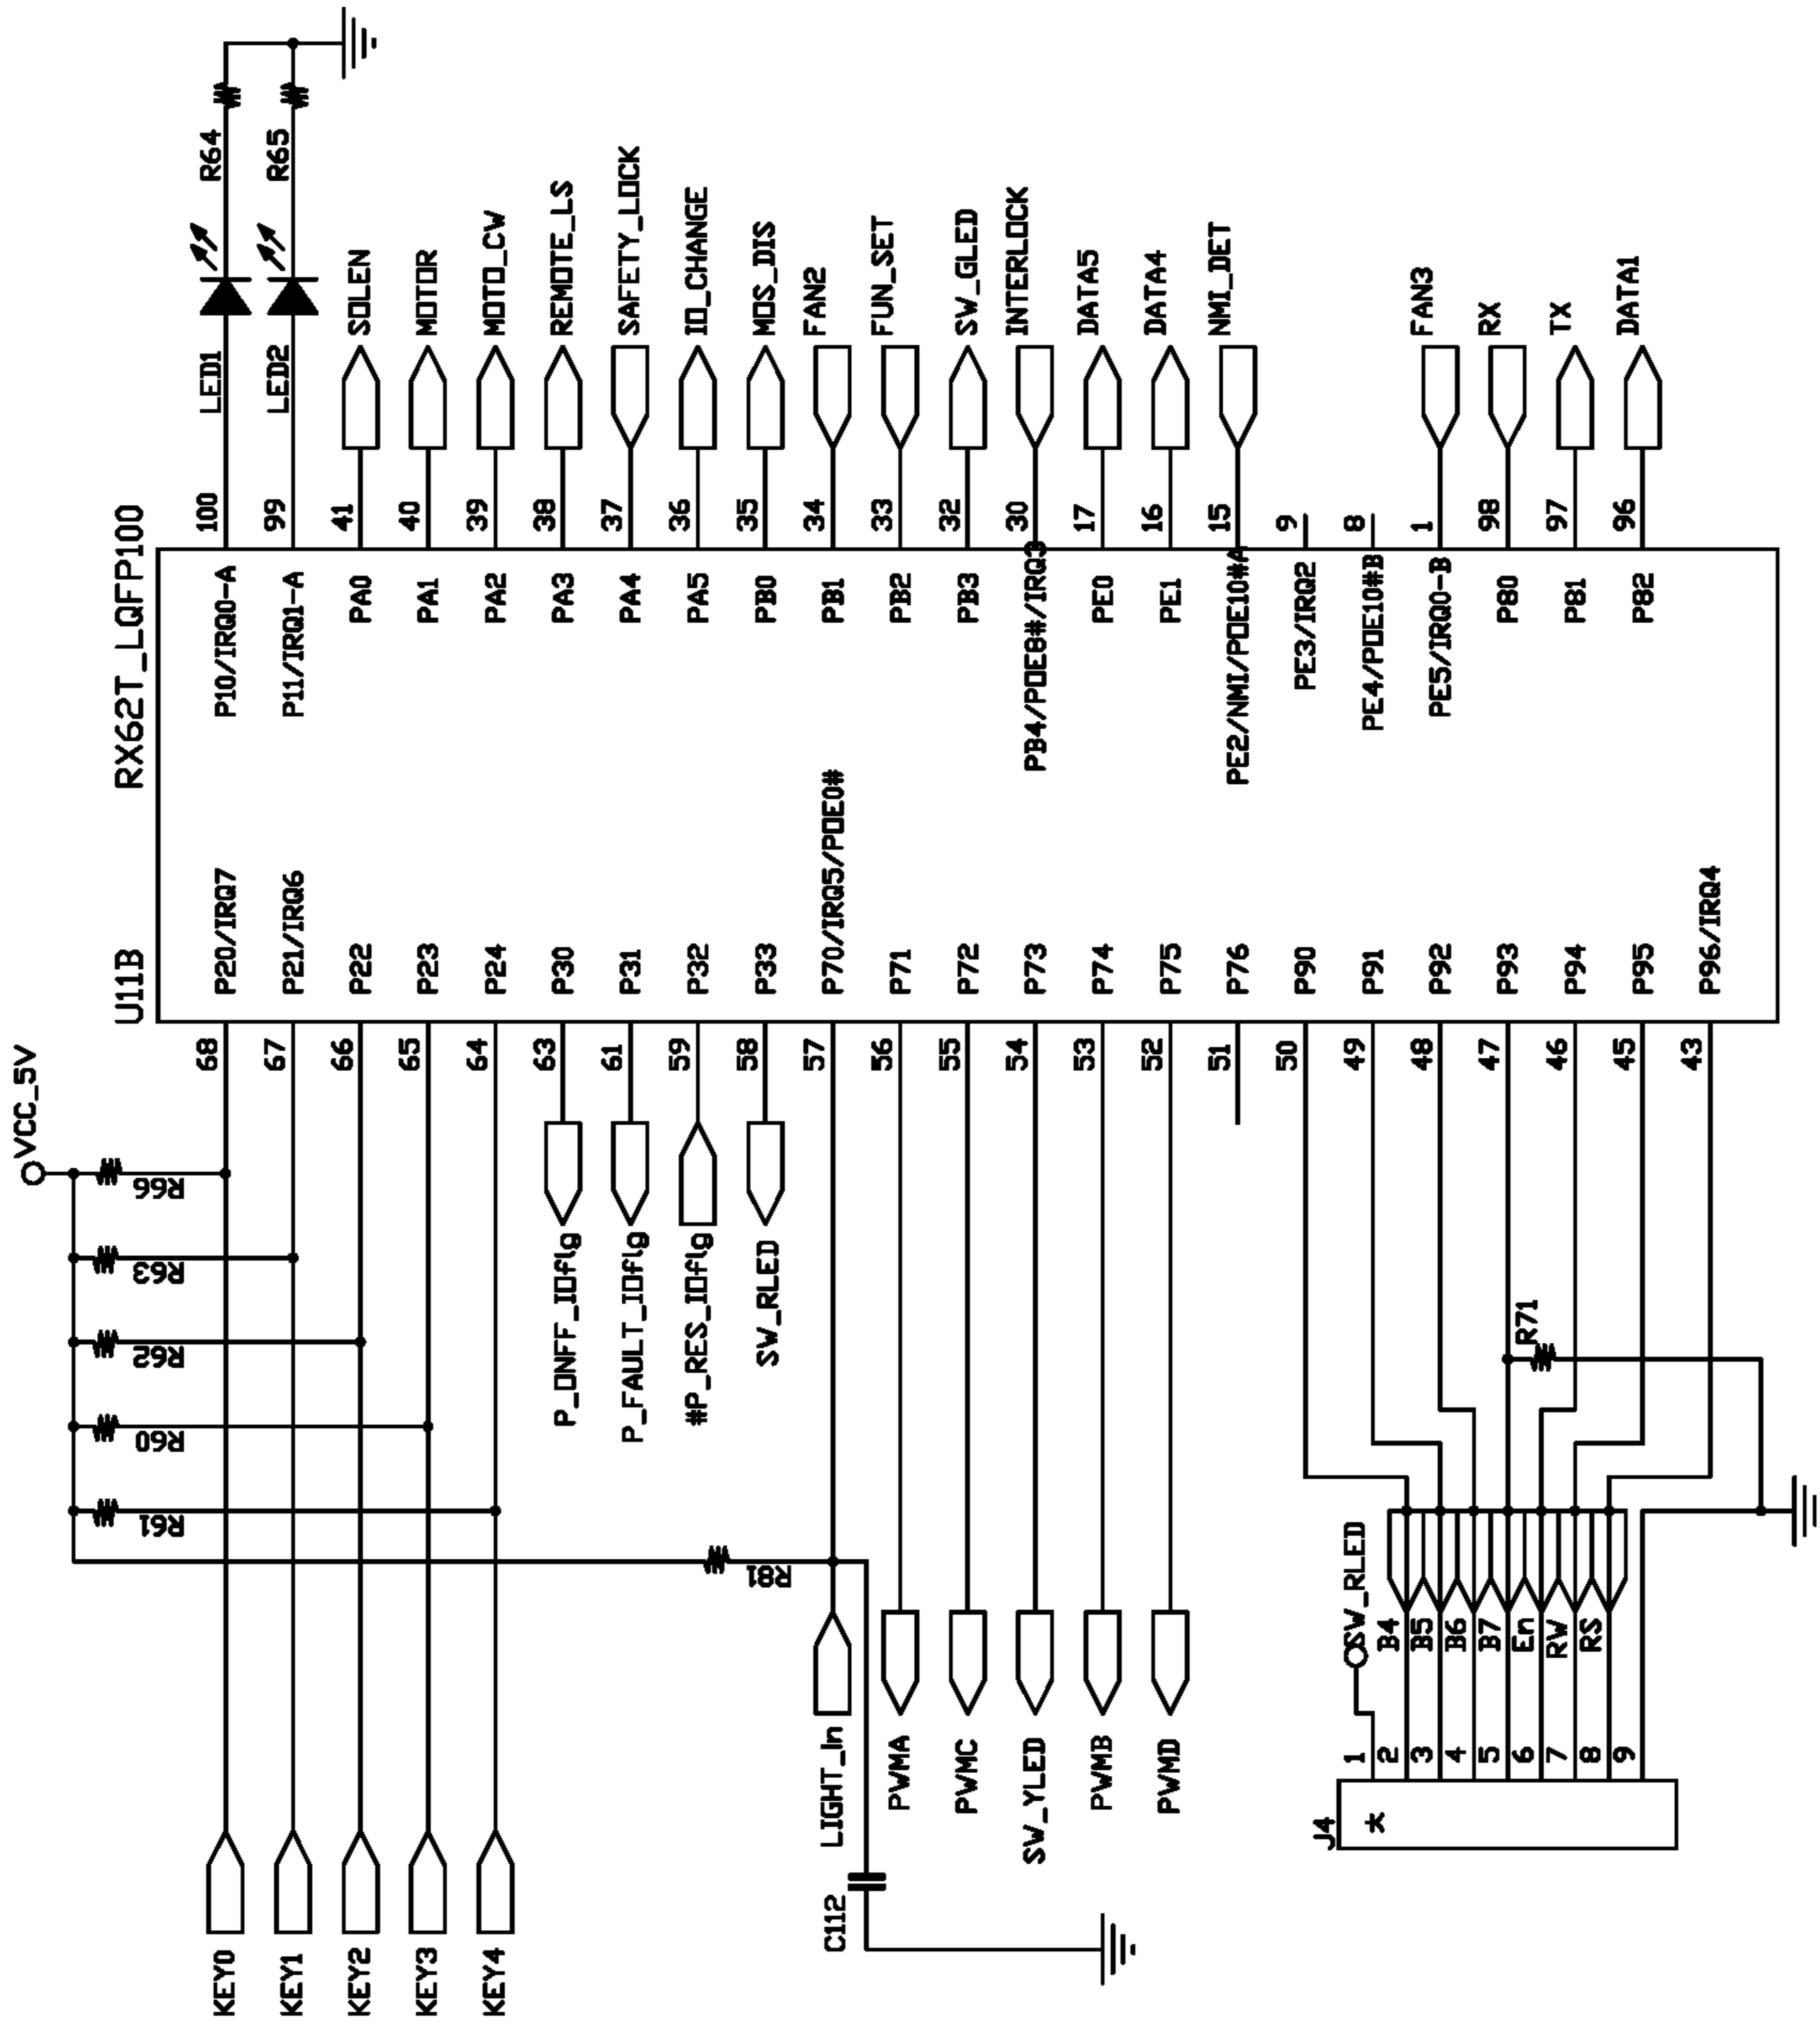 U11B
RX62T_LQFP100
VCC_5V
R66
R63
R62
R60
R61
R81
KEY0
68
P20/IRQ7
P10/IRQ0-A
100
LED1
R64
KEY1
67
P21/IRQ6
P11/IRQ1-A
99
LED2
R65
KEY2
66
P22
PA0
41
SOLEN
KEY3
65
P23
PA1
40
MOTOR
KEY4
64
P24
PA2
39
MOTO_CW
P_ONFF_IOflg
63
P30
PA3
38
REMOTE_LS
P_FAULT_IOflg
61
P31
PA4
37
SAFETY_LOCK
#P_RES_IOflg
59
P32
PA5
36
IO_CHANGE
SW_RLED
58
P33
PB0
35
MOS_DIS
LIGHT_In
57
P70/IRQ5/POE0#
PB1
34
FAN2
C112
PWMA
56
P71
PB2
33
FUN_SET
PWMC
55
P72
PB3
32
SW_GLED
SW_YLED
54
P73
PB4/POE8#/IRQ3
30
INTERLOCK
PWMB
53
P74
PE0
17
DATA5
PWMD
52
P75
PE1
16
DATA4
51
P76
PE2/NMI/POE10#A
15
NMI_DET
50
P90
PE3/IRQ2
9
49
P91
PE4/POE10#B
8
48
P92
PE5/IRQ0-B
1
FAN3
47
P93
P80
98
RX
46
P94
P81
97
TX
45
P95
P82
96
DATA1
43
P96/IRQ4
R71
J4
*
1
SW_RLED
2
B4
3
B5
4
B6
5
B7
6
En
7
RW
8
RS
9